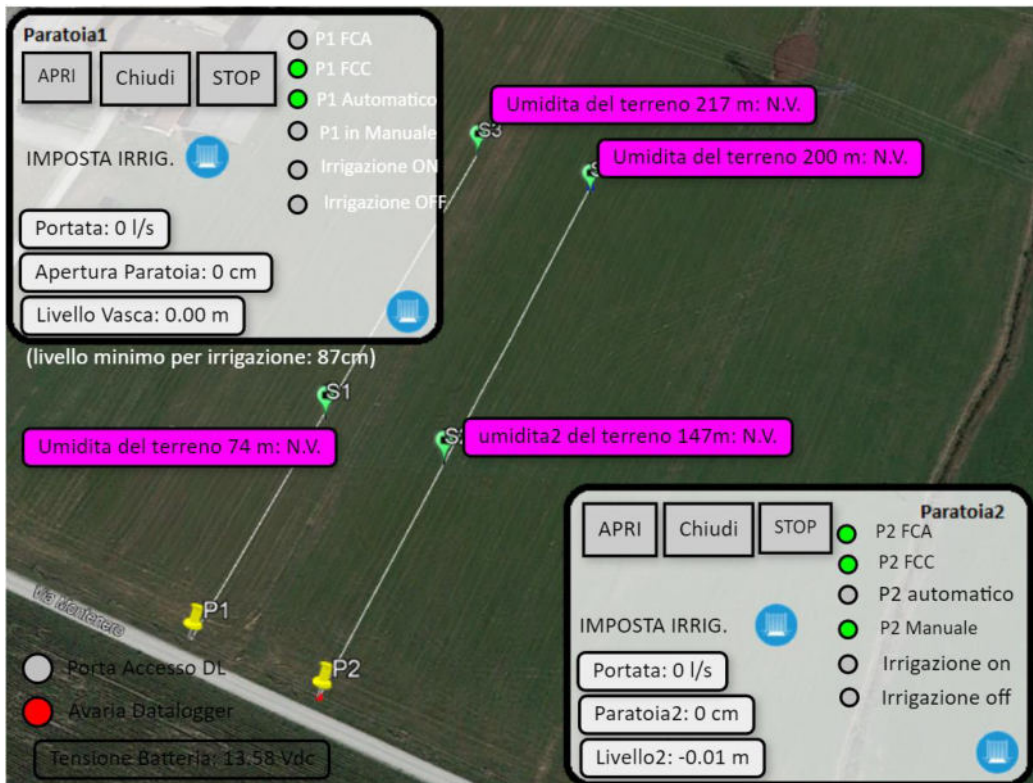 Paratoia1
APRI
Chiudi
STOP
P1 FCA
P1 FCC
P1 Automatico
P1 in Manuale
Irrigazione ON
Irrigazione OFF
IMPOSTA IRRIG.
Portata: 0 l/s
Apertura Paratoia: 0 cm
Livello Vasca: 0.00 m
(livello minimo per irrigazione: 87cm)
Umidita del terreno 217 m: N.V.
S3
Umidita del terreno 200 m: N.V.
S1
Umidita del terreno 74 m: N.V.
umidita2 del terreno 147m: N.V.
P1
P2
Via Montenero
Porta Accesso DL
Avaria Datalogger
Tensione Batteria: 13.58 Vdc
Paratoia2
APRI
Chiudi
STOP
P2 FCA
P2 FCC
P2 automatico
P2 Manuale
Irrigazione on
Irrigazione off
IMPOSTA IRRIG.
Portata: 0 l/s
Paratoia2: 0 cm
Livello2: -0.01 m